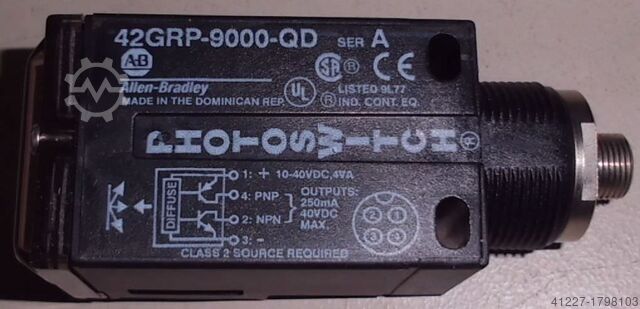 42GRP-9000-QD SER A
AB
Allen-Bradley
MADE IN THE DOMINICAN REP.
UL ® SA ®
LISTED 9L77
IND. CONT. EQ.
PHOTOSWITCH®
DIFFUSE
1: + 10-40VDC,4VA
4: PNP
2: NPN
3: -
OUTPUTS:
250mA
40VDC
MAX.
CLASS 2 SOURCE REQUIRED
41227-1798103